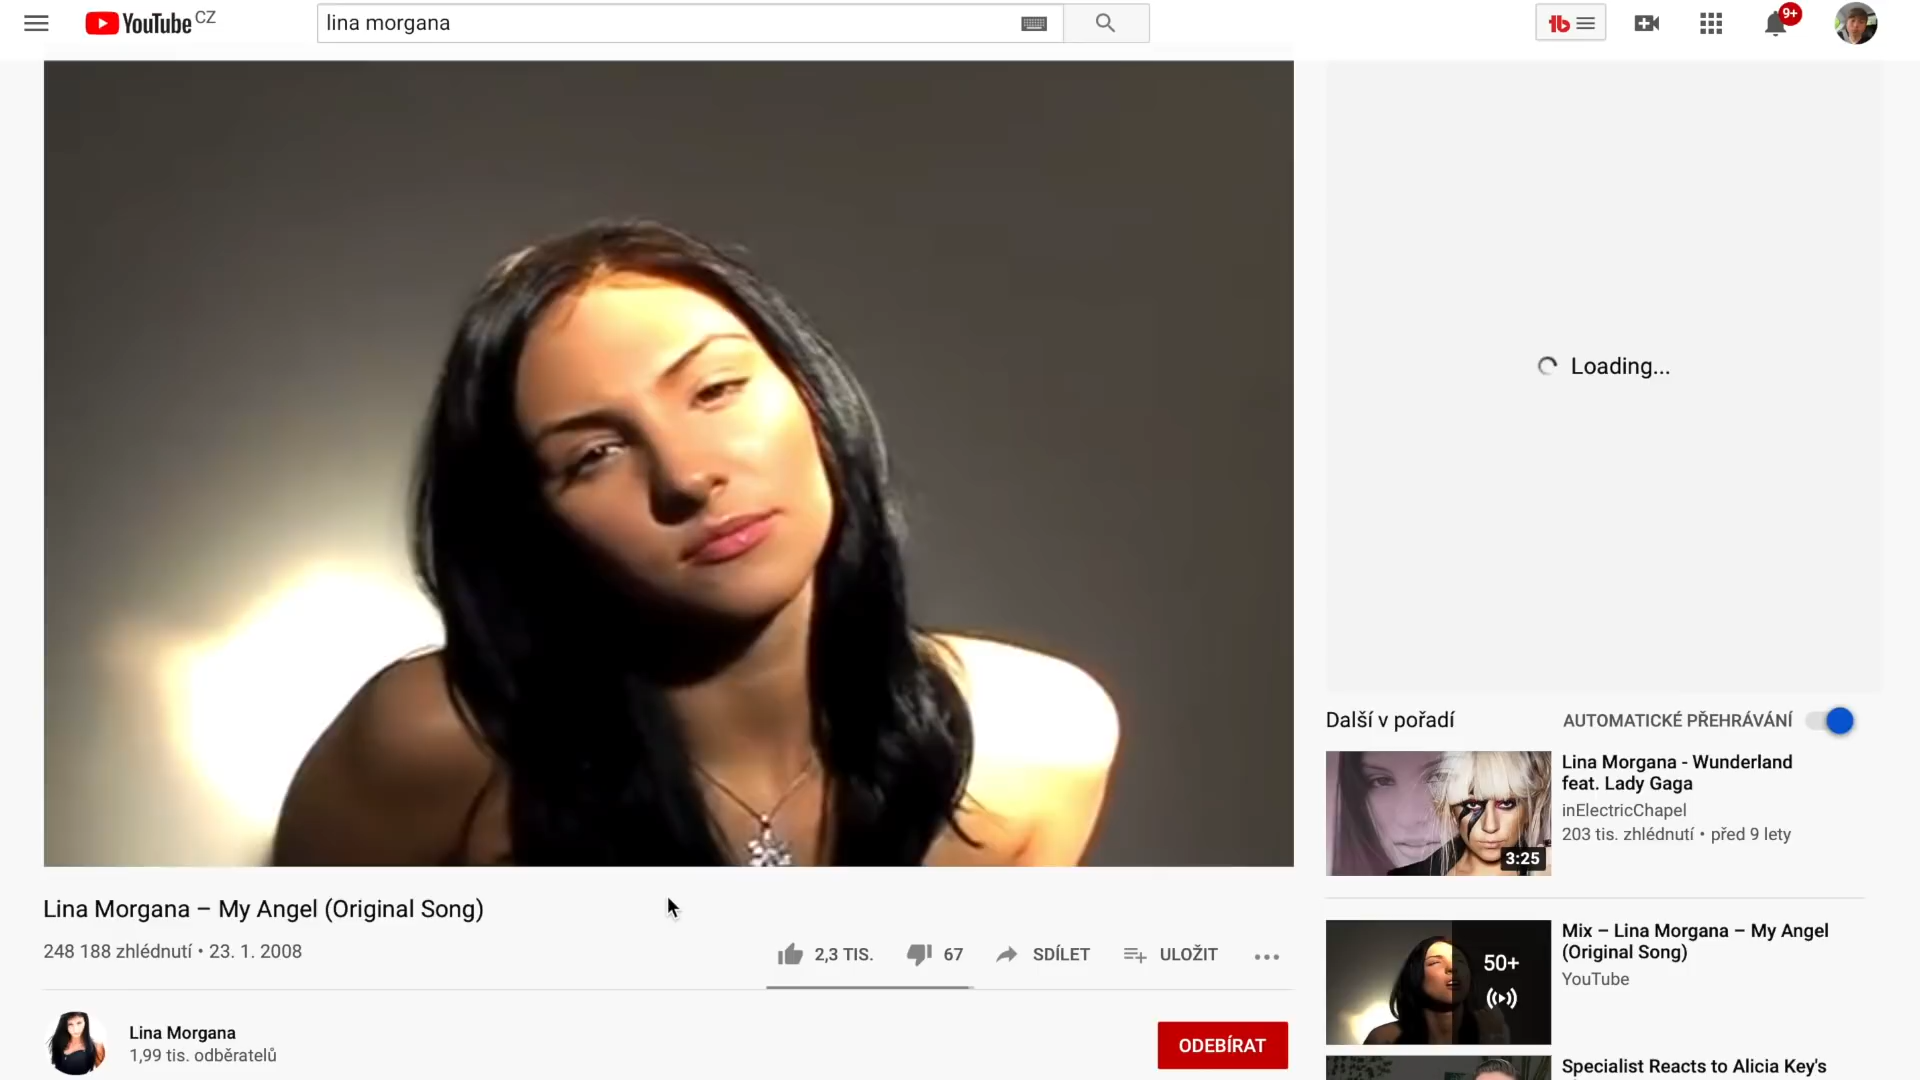 YouTube CZ
lina morgana
9+
Loading...
Lina Morgana – My Angel (Original Song)
248 188 zhlédnutí • 23. 1. 2008
2,3 TIS.
67
SDÍLET
ULOŽIT
Lina Morgana
1,99 tis. odběratelů
ODEBÍRAT
Další v pořadí
AUTOMATICKÉ PŘEHRÁVÁNÍ
3:25
Lina Morgana - Wunderland
feat. Lady Gaga
inElectricChapel
203 tis. zhlédnutí • před 9 lety
50+
Mix – Lina Morgana – My Angel
(Original Song)
YouTube
Specialist Reacts to Alicia Key's